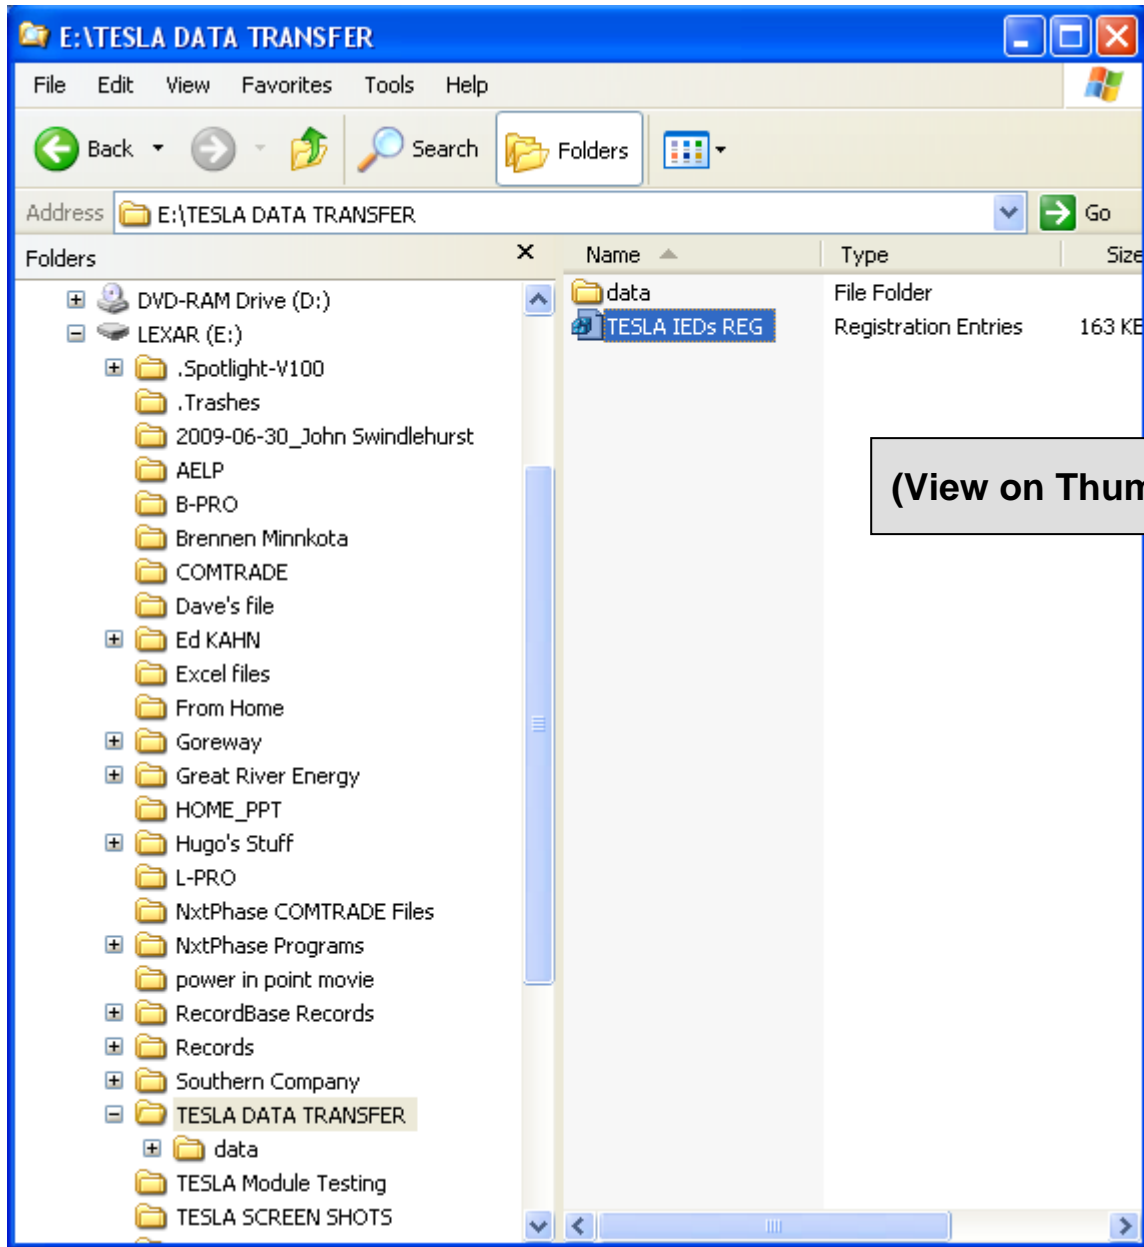 E:\TESLA DATA TRANSFER
File Edit View Favorites Tools Help
Back Search Folders
Address E:\TESLA DATA TRANSFER Go
Folders
DVD-RAM Drive (D:)
LEXAR (E:)
.Spotlight-V100
.Trashes
2009-06-30_John Swindlehurst
AELP
B-PRO
Brennen Minnkota
COMTRADE
Dave's file
Ed KAHN
Excel files
From Home
Goreway
Great River Energy
HOME_PPT
Hugo's Stuff
L-PRO
NxtPhase COMTRADE Files
NxtPhase Programs
power in point movie
RecordBase Records
Records
Southern Company
TESLA DATA TRANSFER
data
TESLA Module Testing
TESLA SCREEN SHOTS
Name Type Size
data File Folder
TESLA IEDs REG Registration Entries 163 KB
(View on Thum